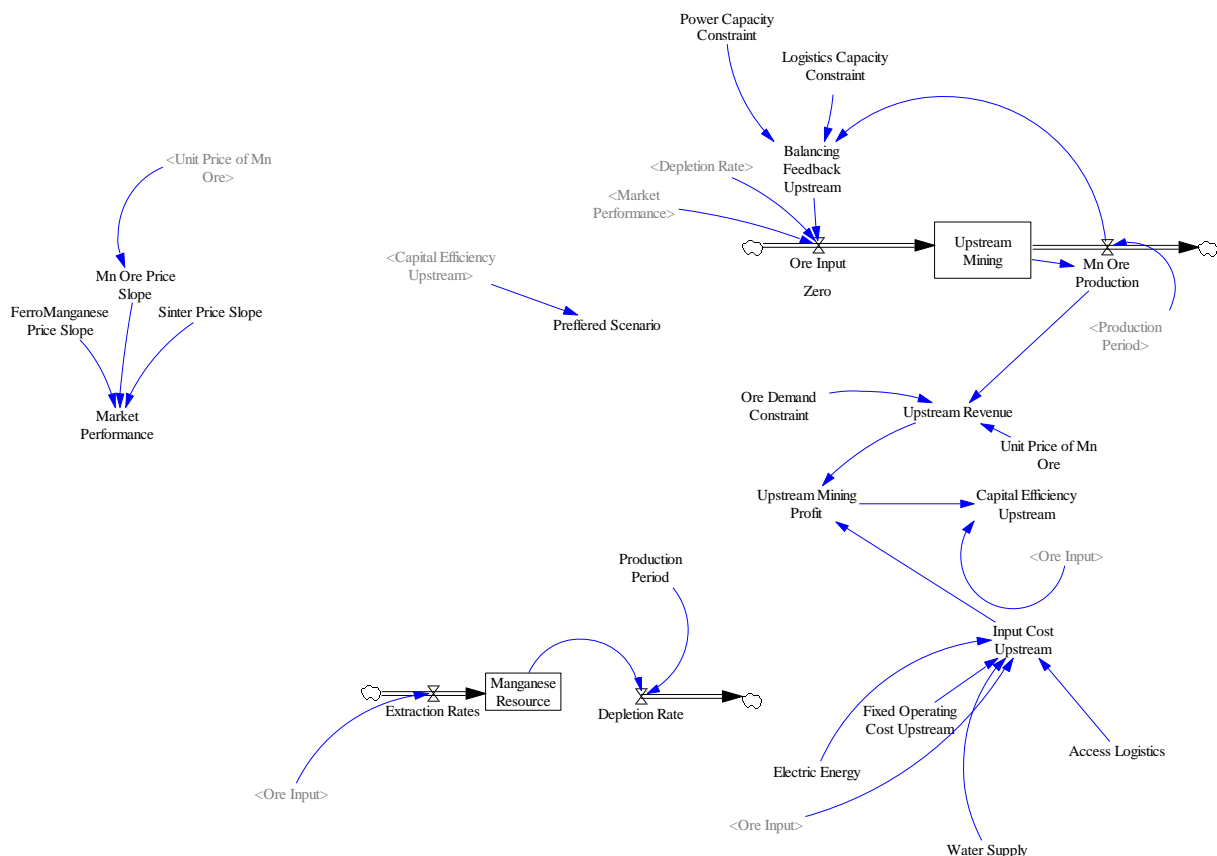 Power Capacity
Constraint
Logistics Capacity
Constraint
<Unit Price of Mn
Ore>
Balancing
Feedback
Upstream
<Depletion Rate>
<Market
Performance>
Upstream
Mining
Ore Input
Zero
Mn Ore
Production
<Capital Efficiency
Upstream>
Mn Ore Price
Slope
FerroManganese
Price Slope
Sinter Price Slope
Preffered Scenario
<Production
Period>
Ore Demand
Constraint
Upstream Revenue
Market
Performance
Unit Price of Mn
Ore
Upstream Mining
Profit
Capital Efficiency
Upstream
<Ore Input>
Production
Period
Input Cost
Upstream
Manganese
Resource
Extraction Rates
Depletion Rate
Fixed Operating
Cost Upstream
Access Logistics
Electric Energy
<Ore Input>
<Ore Input>
Water Supply